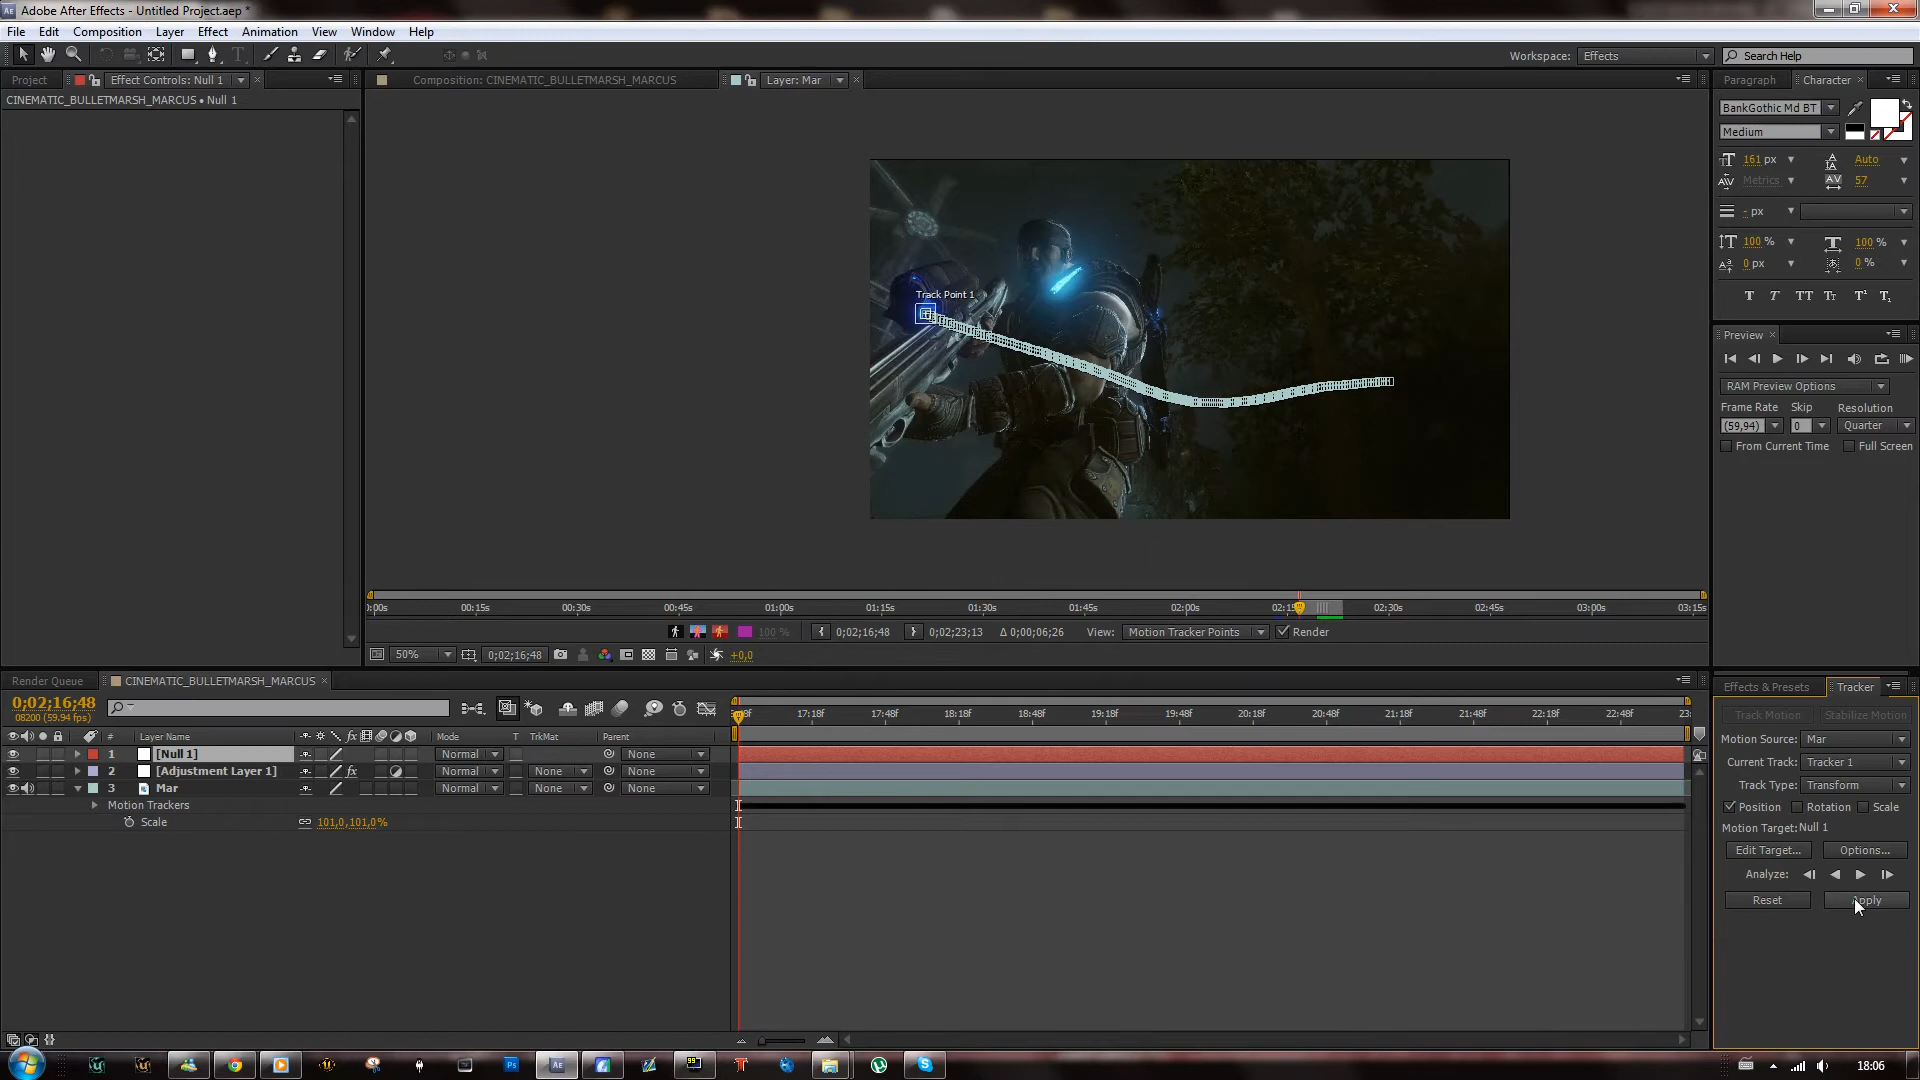 Adobe After Effects - Untitled Project.aep *
File Edit Composition Layer Effect Animation View Window Help
Workspace: Effects Search Help
Project Effect Controls: Null 1
CINEMATIC_BULLETMARSH_MARCUS • Null 1
Composition: CINEMATIC_BULLETMARSH_MARCUS Layer: Mar
Paragraph Character
BankGothic Md BT
Medium
161 px Auto
Metrics 57
- px
100 % 100 %
0 px 0 %
T T TT Tt T¹ T₁
Track Point 1
Preview
RAM Preview Options
Frame Rate Skip Resolution
(59,94) 0 Quarter
From Current Time Full Screen
0:00s 00:15s 00:30s 00:45s 01:00s 01:15s 01:30s 01:45s 02:00s 02:15s 02:30s 02:45s 03:00s 03:15s
100 % 0;02;16;48 0;02;23;13 Δ 0;00;06;26 View: Motion Tracker Points Render
50% 0;02;16;48 +0,0
Render Queue CINEMATIC_BULLETMARSH_MARCUS
0;02;16;48
08200 (59.94 fps)
17:18f 17:48f 18:18f 18:48f 19:18f 19:48f 20:18f 20:48f 21:18f 21:48f 22:18f 22:48f 23:
# Layer Name Mode T TrkMat Parent
1 [Null 1] Normal None
2 [Adjustment Layer 1] Normal None None
3 Mar Normal None None
Motion Trackers
Scale 101,0,101,0%
Effects & Presets Tracker
Track Motion Stabilize Motion
Motion Source: Mar
Current Track: Tracker 1
Track Type: Transform
Position Rotation Scale
Motion Target: Null 1
Edit Target... Options...
Analyze:
Reset Apply
18:06